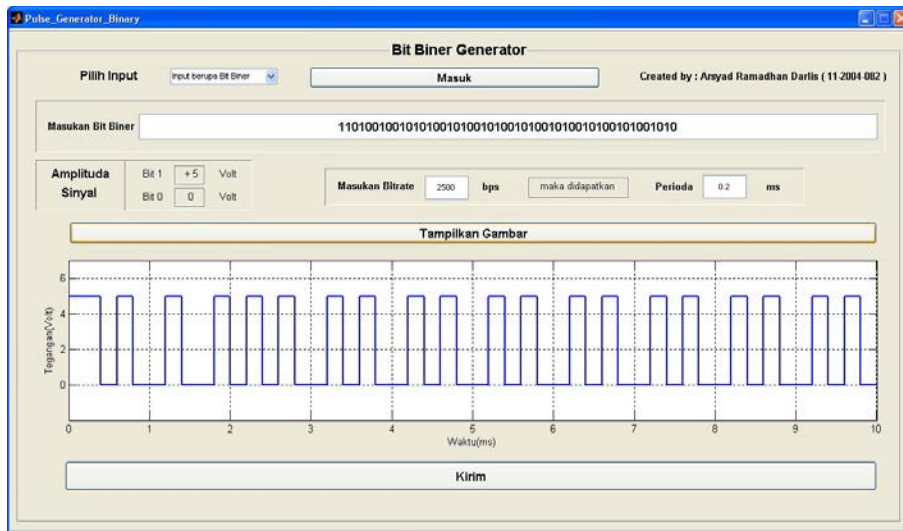 Pulse_Generator_Binary
Bit Biner Generator
Pilih Input Input berupa Bit Biner Masuk Created by : Arsyad Ramadhan Darlis ( 11-2004-082 )
Masukan Bit Biner 11010010010101001010010100101001010010100101001010
Amplituda Sinyal Bit 1 +5 Volt
Bit 0 0 Volt
Masukan Bitrate 2500 bps maka didapatkan Perioda 0.2 ms
Tampilkan Gambar
Tegangan(Volt)
6
4
2
0
0 1 2 3 4 5 6 7 8 9 10
Waktu(ms)
Kirim